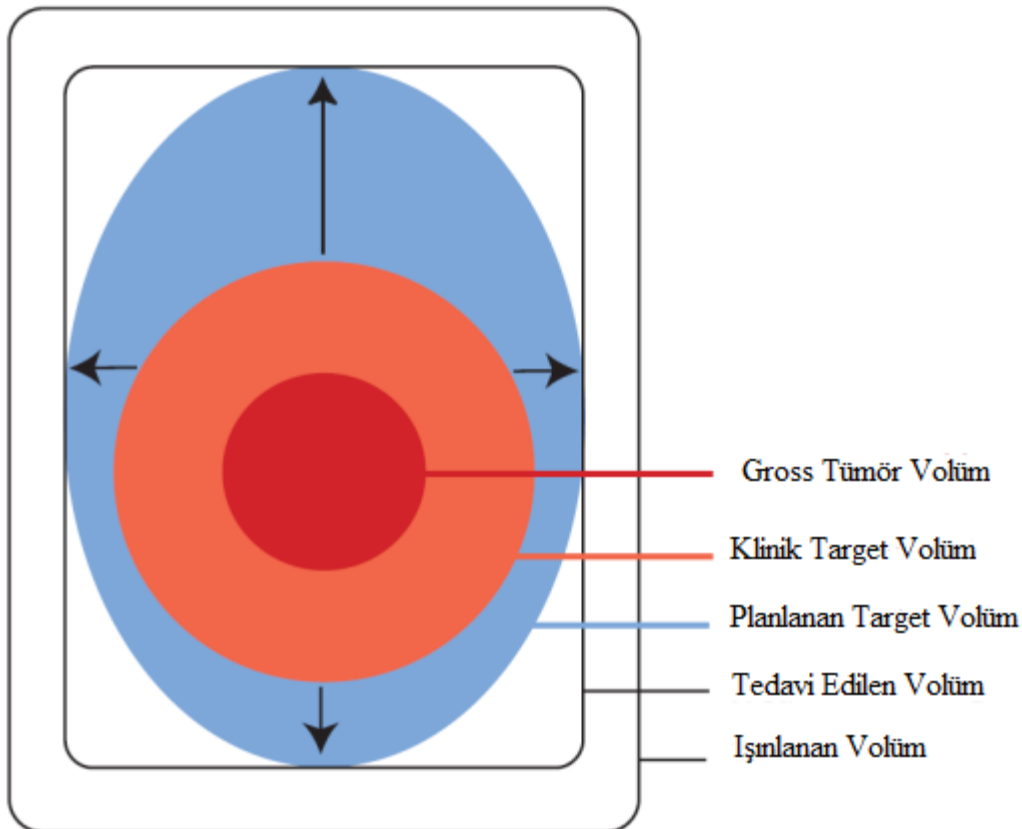 Gross Tümör Volüm
Klinik Target Volüm
Planlanan Target Volüm
Tedavi Edilen Volüm
Işınlanan Volüm